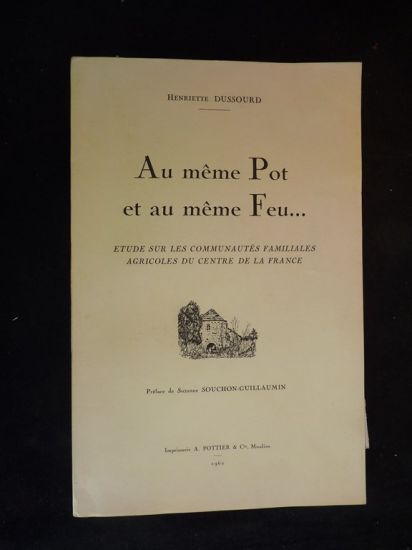 Henriette DUSSOURD
Au même Pot
et au même Feu...
ETUDE SUR LES COMMUNAUTÉS FAMILIALES
AGRICOLES DU CENTRE DE LA FRANCE
Préface de Suzanne SOUCHON-GUILLAUMIN
Imprimerie A. POTTIER & Cie, Moulins
1962